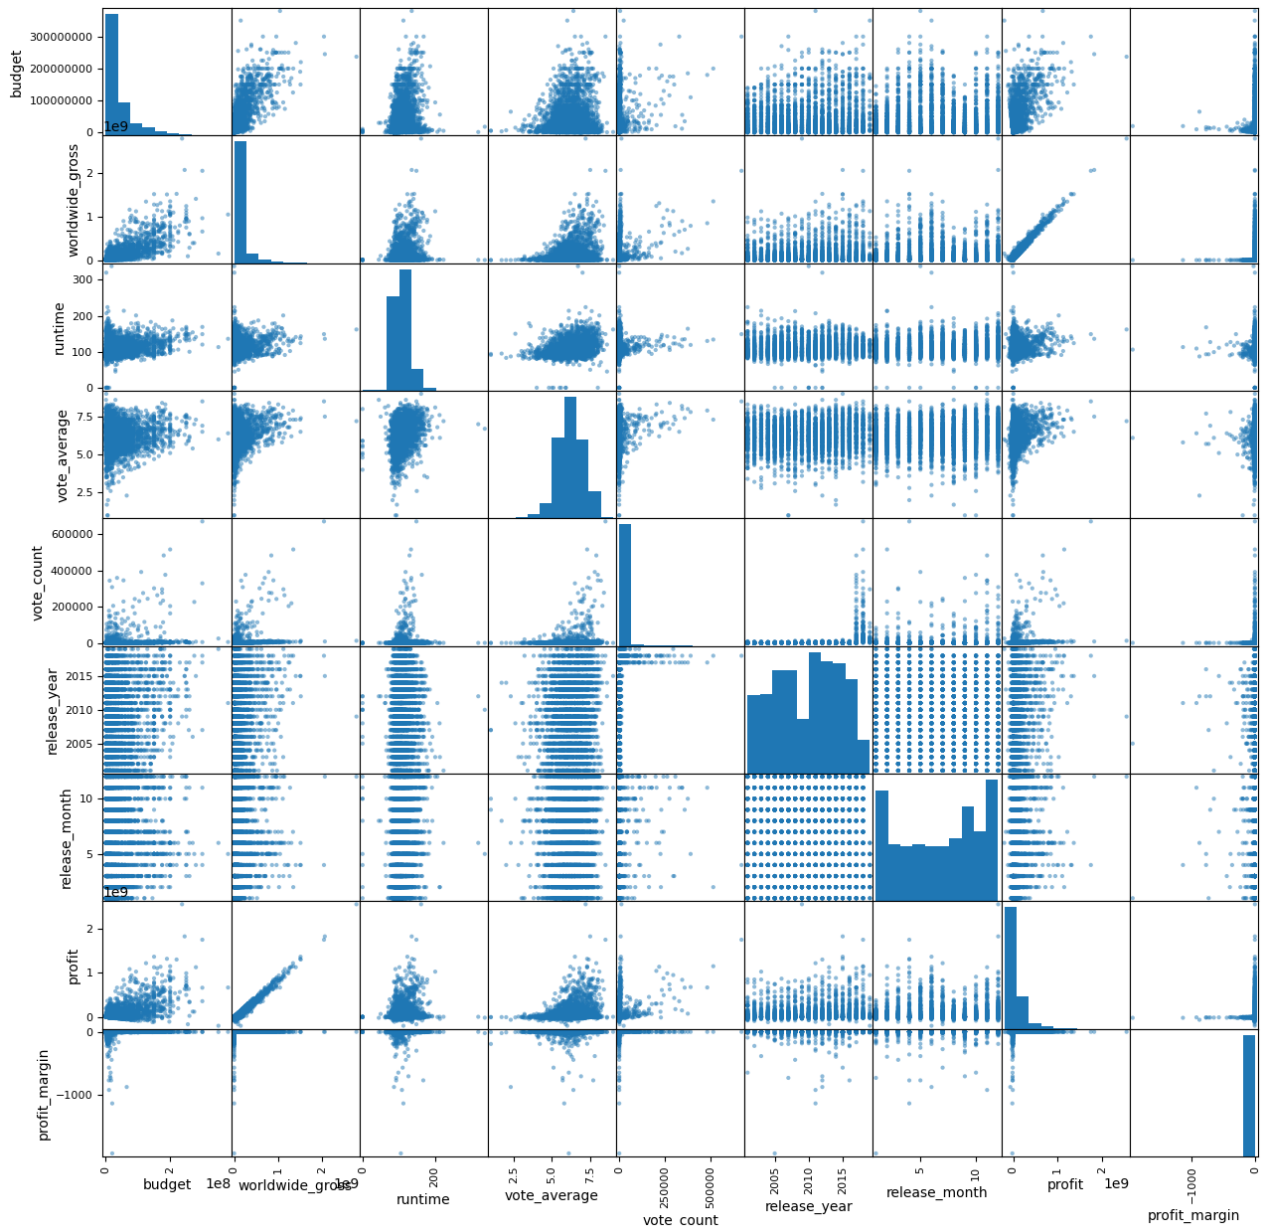 budget
300000000
200000000
100000000
0
1e9
worldwide_gross
2
1
0
runtime
300
200
100
0
vote_average
7.5
5.0
2.5
vote_count
600000
400000
200000
0
release_year
2015
2010
2005
release_month
10
5
1e9
profit
2
1
0
profit_margin
0
−1000
0 2 0 1 2 0 200 2.5 5.0 7.5 0 250000 500000 2005 2010 2015 5 10 0 1 2 −1000 0
budget 1e8 worldwide_gross 1e9 runtime vote_average vote_count release_year release_month profit 1e9 profit_margin